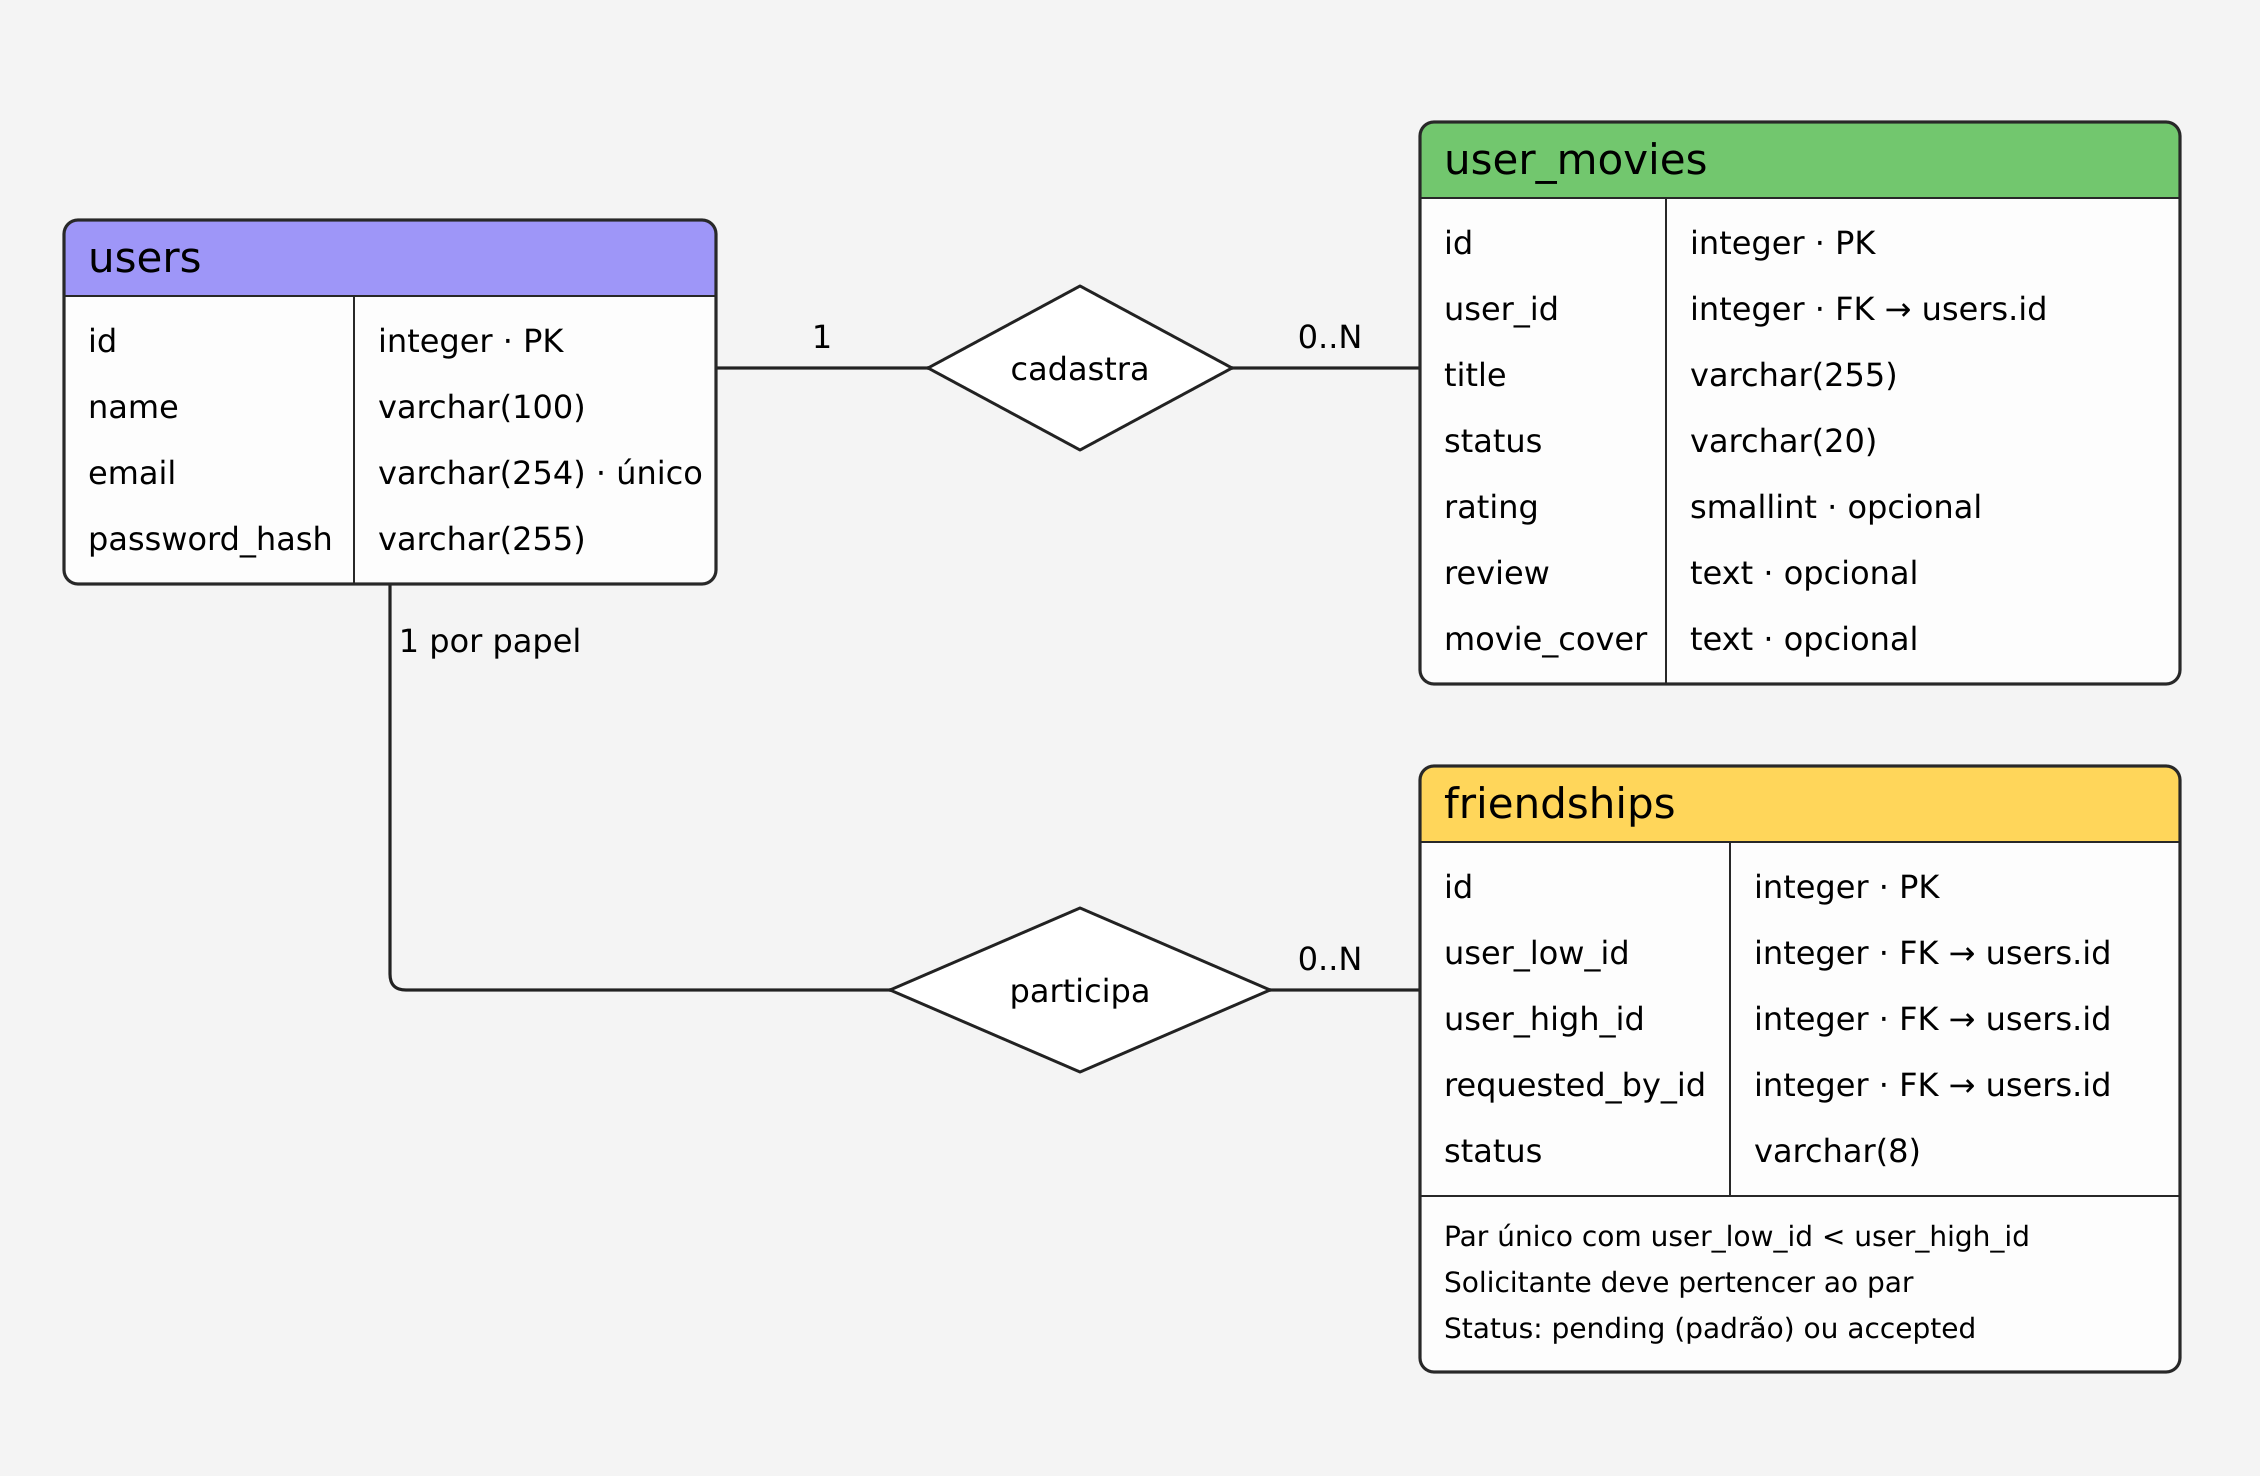 users
id integer · PK
name varchar(100)
email varchar(254) · único
password_hash varchar(255)
1
cadastra
0..N
user_movies
id integer · PK
user_id integer · FK → users.id
title varchar(255)
status varchar(20)
rating smallint · opcional
review text · opcional
movie_cover text · opcional
1 por papel
participa
0..N
friendships
id integer · PK
user_low_id integer · FK → users.id
user_high_id integer · FK → users.id
requested_by_id integer · FK → users.id
status varchar(8)
Par único com user_low_id < user_high_id
Solicitante deve pertencer ao par
Status: pending (padrão) ou accepted